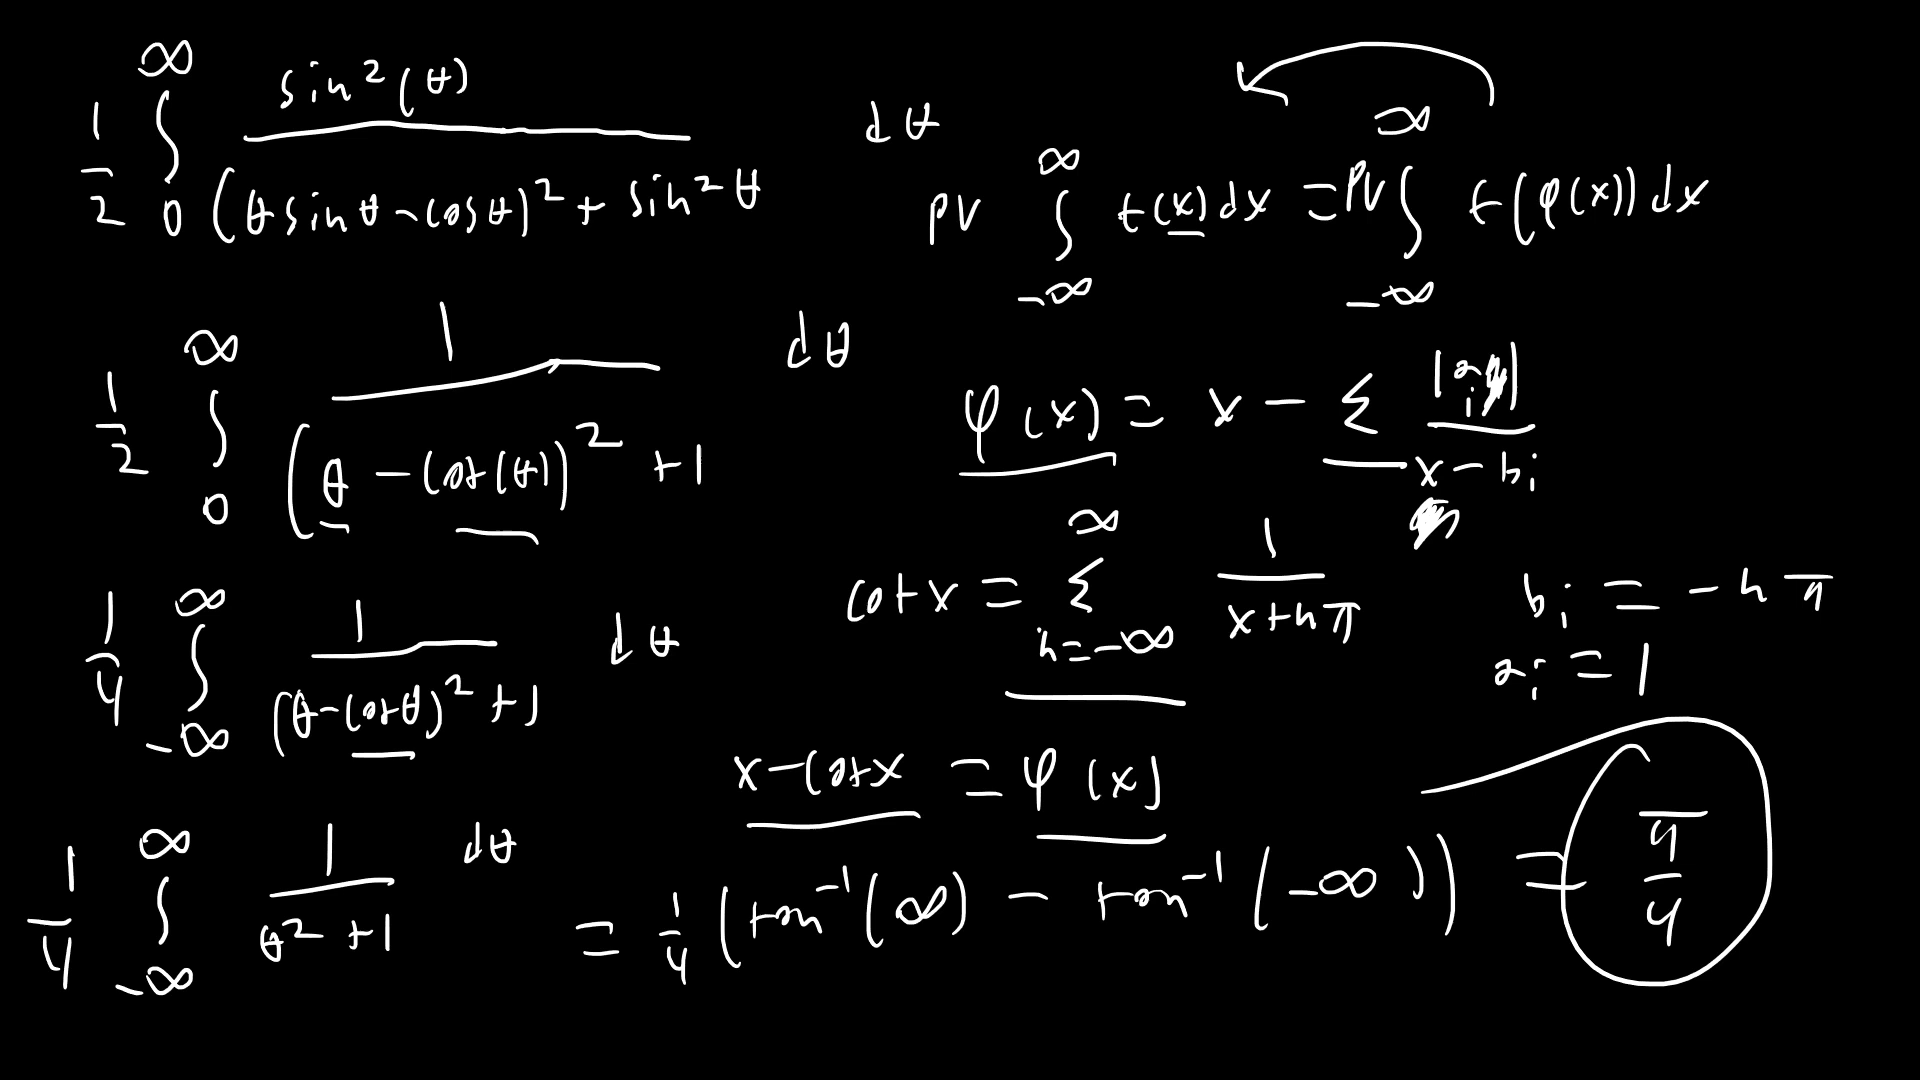 1/2 ∫_0^∞ sin²(θ) / ((θ sin θ - cos θ)² + sin² θ) dθ
PV ∫_{-∞}^∞ f(x) dx = PV ∫_{-∞}^∞ f(φ(x)) dx
1/2 ∫_0^∞ 1 / ((θ - cot(θ))² + 1) dθ
φ(x) = x - Σ |a_i| / (x - b_i)
cot x = Σ_{n=-∞}^∞ 1 / (x + nπ)
b_i = -nπ
a_i = 1
1/4 ∫_{-∞}^∞ 1 / ((θ - cot θ)² + 1) dθ
x - cot x = φ(x)
1/4 ∫_{-∞}^∞ 1 / (θ² + 1) dθ = 1/4 (tan⁻¹(∞) - tan⁻¹(-∞)) = π/4